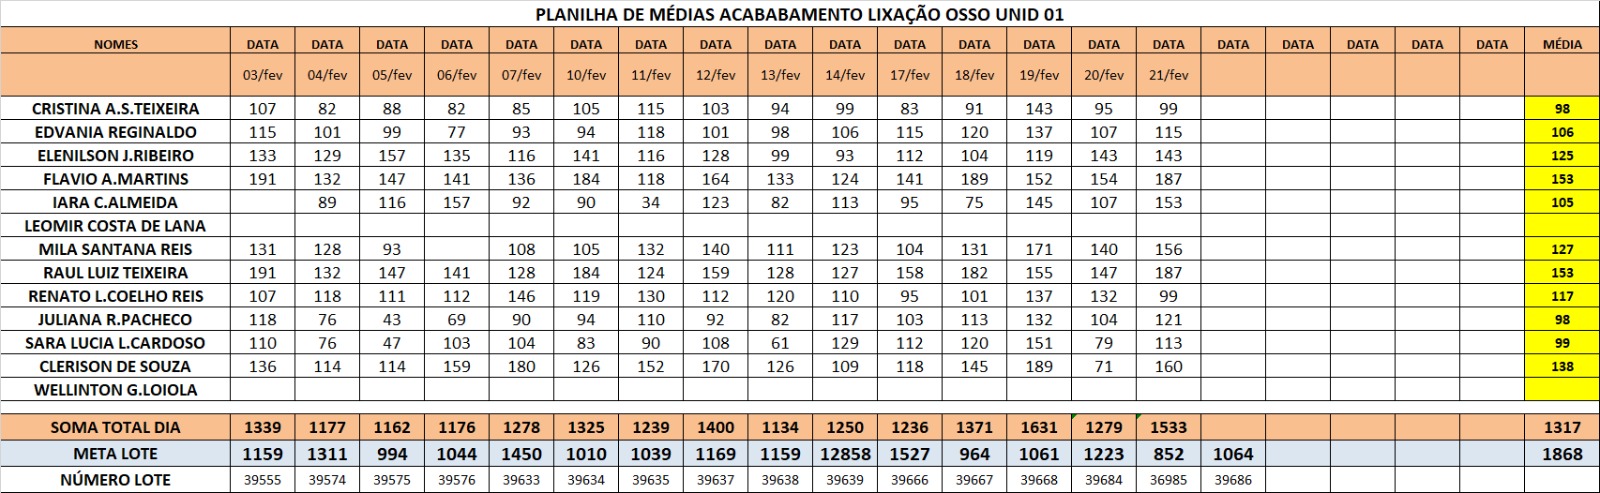 PLANILHA DE MÉDIAS ACABABAMENTO LIXAÇÃO OSSO UNID 01
NOMES DATA DATA DATA DATA DATA DATA DATA DATA DATA DATA DATA DATA DATA DATA DATA DATA DATA DATA DATA DATA MÉDIA
03/fev 04/fev 05/fev 06/fev 07/fev 10/fev 11/fev 12/fev 13/fev 14/fev 17/fev 18/fev 19/fev 20/fev 21/fev
CRISTINA A.S.TEIXEIRA 107 82 88 82 85 105 115 103 94 99 83 91 143 95 99 98
EDVANIA REGINALDO 115 101 99 77 93 94 118 101 98 106 115 120 137 107 115 106
ELENILSON J.RIBEIRO 133 129 157 135 116 141 116 128 99 93 112 104 119 143 143 125
FLAVIO A.MARTINS 191 132 147 141 136 184 118 164 133 124 141 189 152 154 187 153
IARA C.ALMEIDA 89 116 157 92 90 34 123 82 113 95 75 145 107 153 105
LEOMIR COSTA DE LANA
MILA SANTANA REIS 131 128 93 108 105 132 140 111 123 104 131 171 140 156 127
RAUL LUIZ TEIXEIRA 191 132 147 141 128 184 124 159 128 127 158 182 155 147 187 153
RENATO L.COELHO REIS 107 118 111 112 146 119 130 112 120 110 95 101 137 132 99 117
JULIANA R.PACHECO 118 76 43 69 90 94 110 92 82 117 103 113 132 104 121 98
SARA LUCIA L.CARDOSO 110 76 47 103 104 83 90 108 61 129 112 120 151 79 113 99
CLERISON DE SOUZA 136 114 114 159 180 126 152 170 126 109 118 145 189 71 160 138
WELLINTON G.LOIOLA
SOMA TOTAL DIA 1339 1177 1162 1176 1278 1325 1239 1400 1134 1250 1236 1371 1631 1279 1533 1317
META LOTE 1159 1311 994 1044 1450 1010 1039 1169 1159 12858 1527 964 1061 1223 852 1064 1868
NÚMERO LOTE 39555 39574 39575 39576 39633 39634 39635 39637 39638 39639 39666 39667 39668 39684 36985 39686